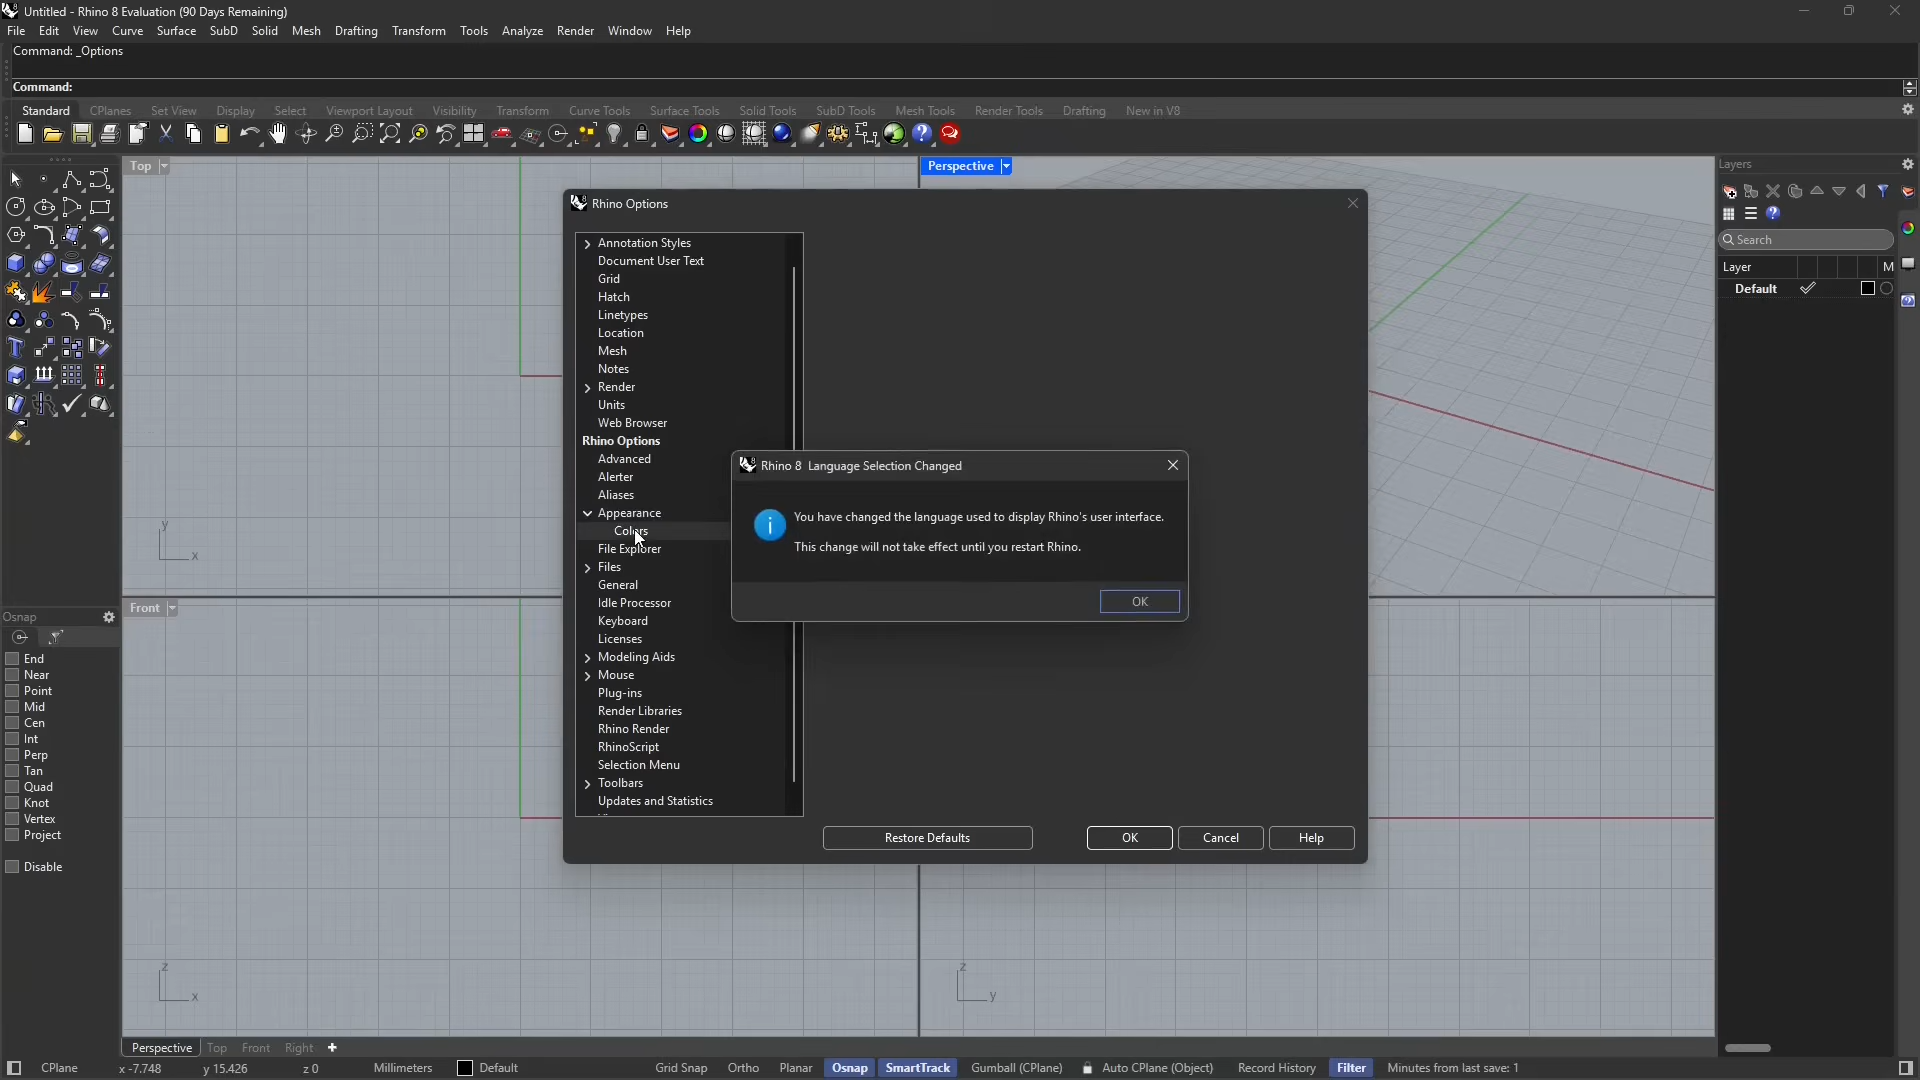 Untitled - Rhino 8 Evaluation (90 Days Remaining)
File Edit View Curve Surface SubD Solid Mesh Drafting Transform Tools Analyze Render Window Help
Command: _Options
Command:
Standard CPlanes Set View Display Select Viewport Layout Visibility Transform Curve Tools Surface Tools Solid Tools SubD Tools Mesh Tools Render Tools Drafting New in V8
Top
Perspective
Layers
Search
Layer M
Default
Rhino Options
Annotation Styles
Document User Text
Grid
Hatch
Linetypes
Location
Mesh
Notes
Render
Units
Web Browser
Rhino Options
Advanced
Alerter
Aliases
Appearance
Colors
File Explorer
Files
General
Idle Processor
Keyboard
Licenses
Modeling Aids
Mouse
Plug-ins
Render Libraries
Rhino Render
RhinoScript
Selection Menu
Toolbars
Updates and Statistics
Restore Defaults OK Cancel Help
Rhino 8 Language Selection Changed
You have changed the language used to display Rhino's user interface.
This change will not take effect until you restart Rhino.
OK
y
x
Front
Osnap
End
Near
Point
Mid
Cen
Int
Perp
Tan
Quad
Knot
Vertex
Project
Disable
z
x
z
y
Perspective Top Front Right
CPlane x -7.748 y 15.426 z 0 Millimeters Default Grid Snap Ortho Planar Osnap SmartTrack Gumball (CPlane) Auto CPlane (Object) Record History Filter Minutes from last save: 1